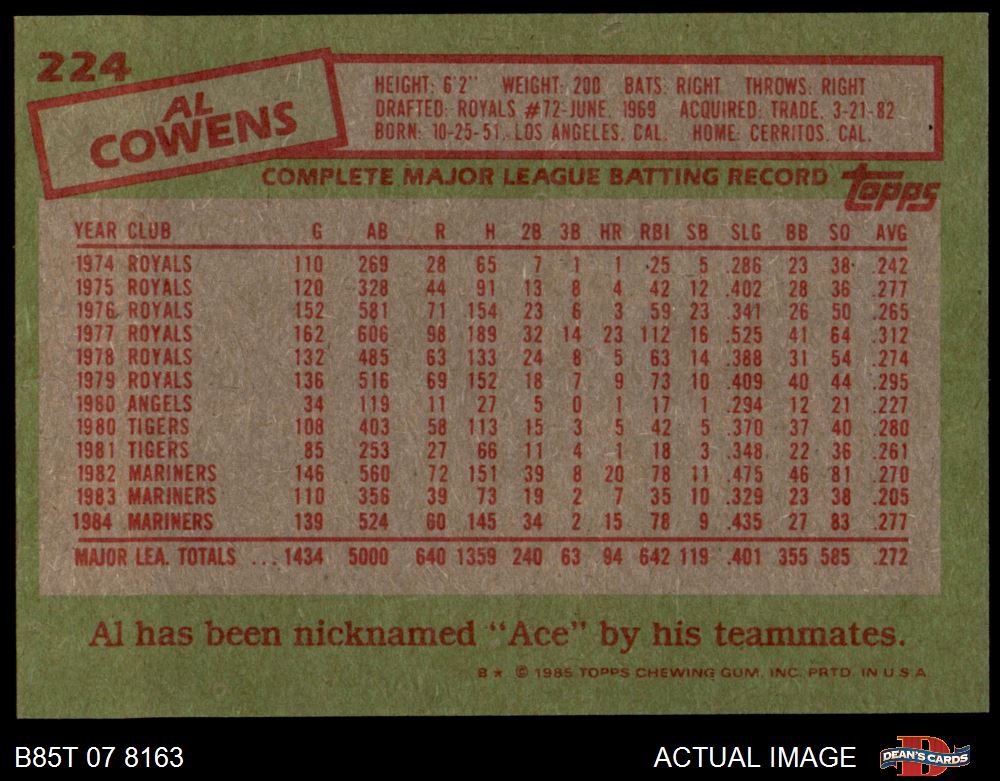 224
AL
COWENS
HEIGHT: 6'2" WEIGHT: 200 BATS: RIGHT THROWS: RIGHT
DRAFTED: ROYALS #72-JUNE, 1969 ACQUIRED: TRADE, 3-21-82
BORN: 10-25-51, LOS ANGELES, CAL. HOME: CERRITOS, CAL.
COMPLETE MAJOR LEAGUE BATTING RECORD topps
YEAR CLUB G AB R H 2B 3B HR RBI SB SLG BB SO AVG
1974 ROYALS 110 269 28 65 7 1 1 25 5 .286 23 38 .242
1975 ROYALS 120 328 44 91 13 8 4 42 12 .402 28 36 .277
1976 ROYALS 152 581 71 154 23 6 3 59 23 .341 26 50 .265
1977 ROYALS 162 606 98 189 32 14 23 112 16 .525 41 64 .312
1978 ROYALS 132 485 63 133 24 8 5 63 14 .388 31 54 .274
1979 ROYALS 136 516 69 152 18 7 9 73 10 .409 40 44 .295
1980 ANGELS 34 119 11 27 5 0 1 17 1 .294 12 21 .227
1980 TIGERS 108 403 58 113 15 3 5 42 5 .370 37 40 .280
1981 TIGERS 85 253 27 66 11 4 1 18 3 .348 22 36 .261
1982 MARINERS 146 560 72 151 39 8 20 78 11 .475 46 81 .270
1983 MARINERS 110 356 39 73 19 2 7 35 10 .329 23 38 .205
1984 MARINERS 139 524 60 145 34 2 15 78 9 .435 27 83 .277
MAJOR LEA. TOTALS ... 1434 5000 640 1359 240 63 94 642 119 .401 355 585 .272
Al has been nicknamed "Ace" by his teammates.
B* © 1985 TOPPS CHEWING GUM, INC. PRTD. IN U.S.A.
B85T 07 8163 ACTUAL IMAGE DEAN'S CARDS